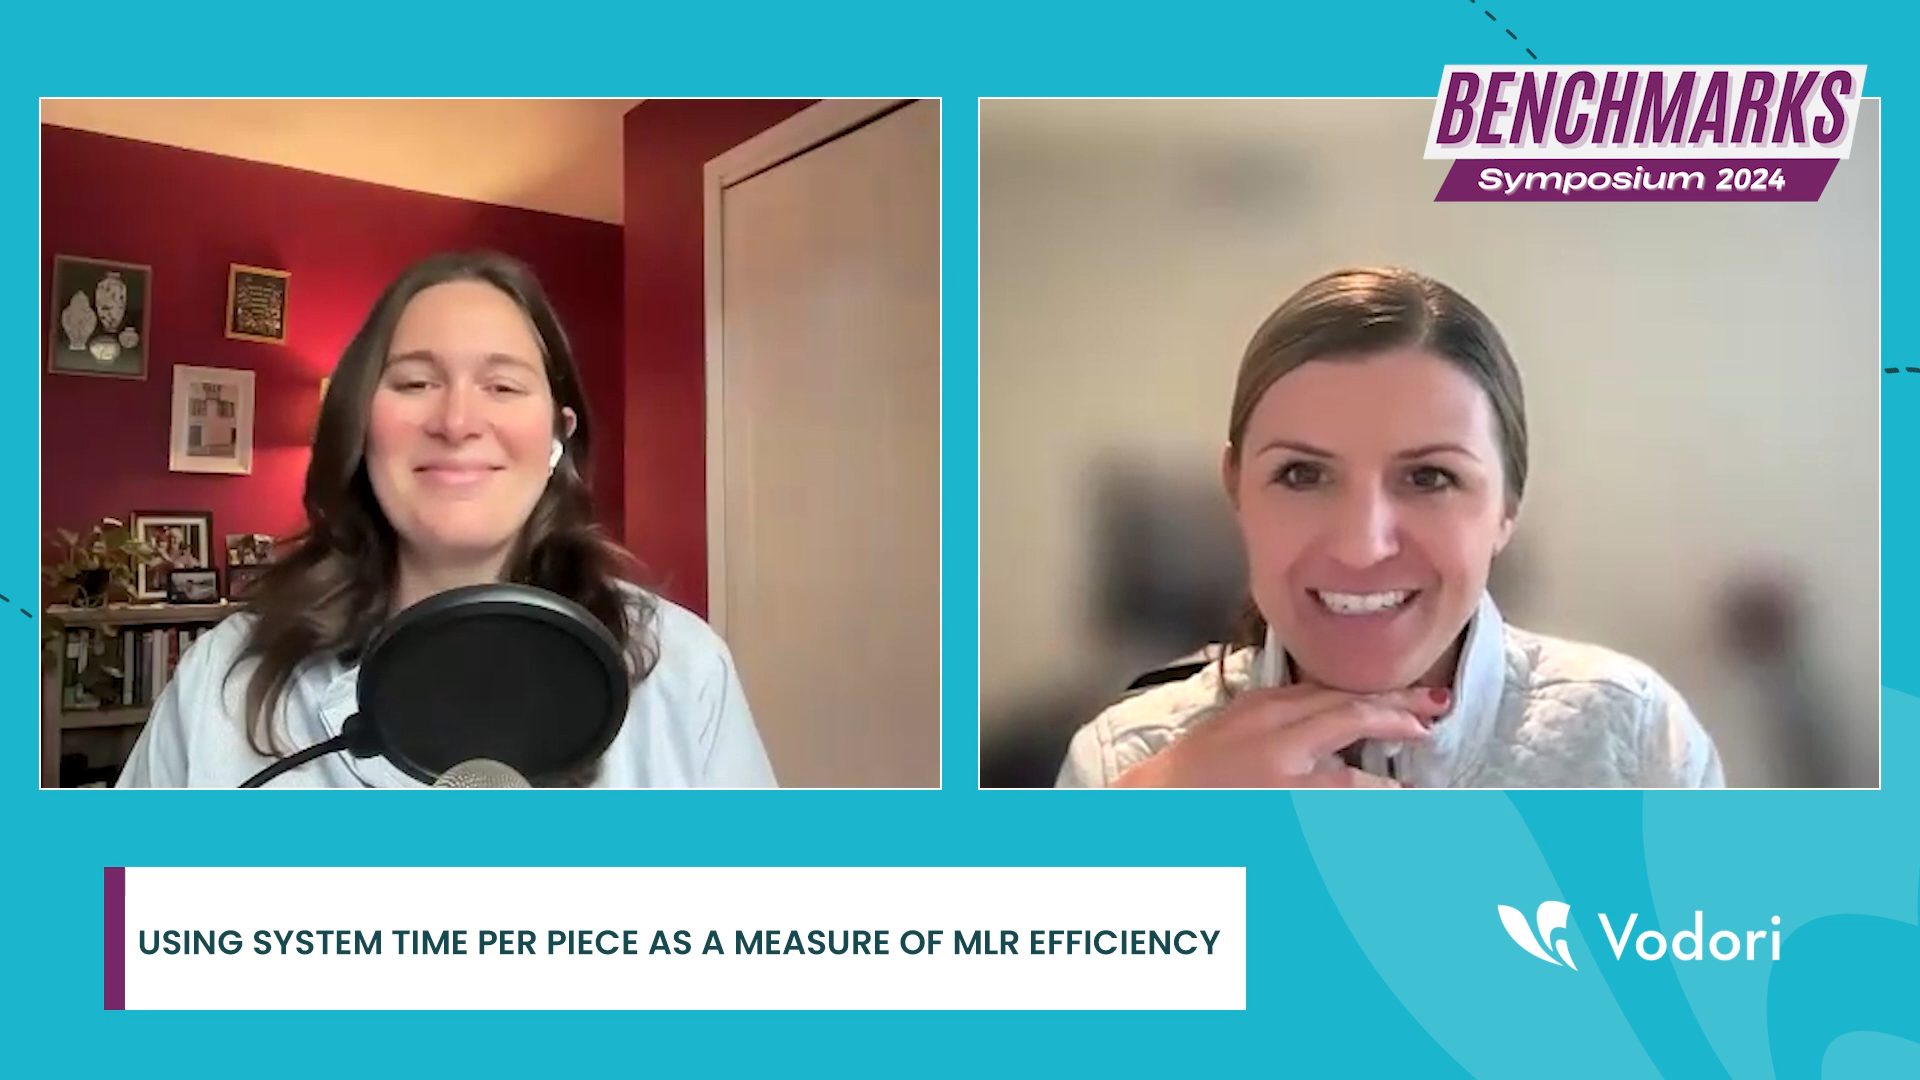 BENCHMARKS
Symposium 2024
USING SYSTEM TIME PER PIECE AS A MEASURE OF MLR EFFICIENCY
Vodori